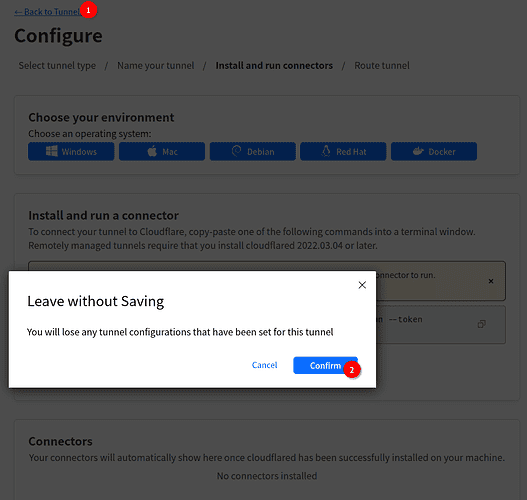 ← Back to Tunnels
1
Configure
Select tunnel type / Name your tunnel / Install and run connectors / Route tunnel
Choose your environment
Choose an operating system:
Windows
Mac
Debian
Red Hat
Docker
Install and run a connector
To connect your tunnel to Cloudflare, copy-paste one of the following commands into a terminal window.
Remotely managed tunnels require that you install cloudflared 2022.03.04 or later.
connector to run.
--token
Leave without Saving
You will lose any tunnel configurations that have been set for this tunnel
Cancel
Confirm
2
Connectors
Your connectors will automatically show here once cloudflared has been successfully installed on your machine.
No connectors installed